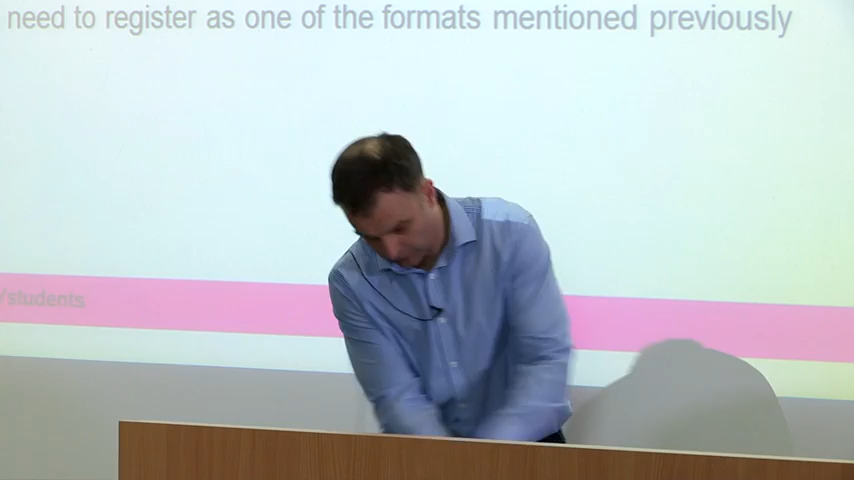 need to register as one of the formats mentioned previously
/students